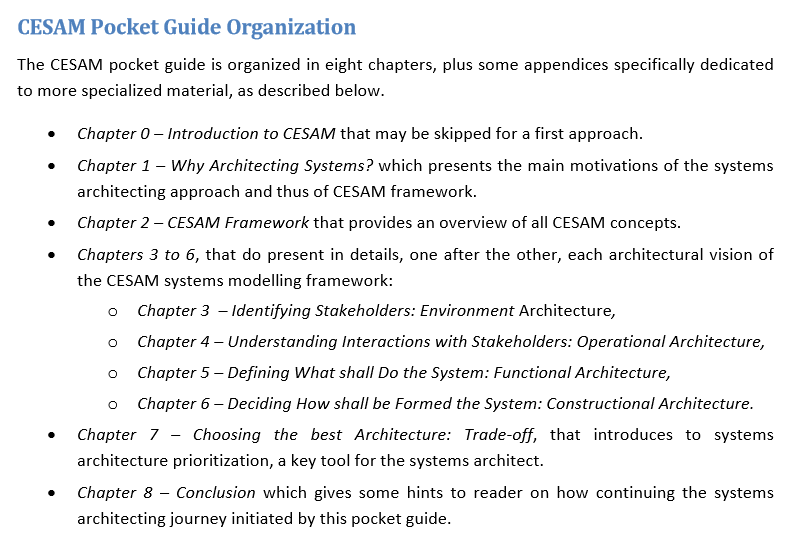 CESAM Pocket Guide Organization
The CESAM pocket guide is organized in eight chapters, plus some appendices specifically dedicated
to more specialized material, as described below.
• Chapter 0 – Introduction to CESAM that may be skipped for a first approach.
• Chapter 1 – Why Architecting Systems? which presents the main motivations of the systems
architecting approach and thus of CESAM framework.
• Chapter 2 – CESAM Framework that provides an overview of all CESAM concepts.
• Chapters 3 to 6, that do present in details, one after the other, each architectural vision of
the CESAM systems modelling framework:
o Chapter 3 – Identifying Stakeholders: Environment Architecture,
o Chapter 4 – Understanding Interactions with Stakeholders: Operational Architecture,
o Chapter 5 – Defining What shall Do the System: Functional Architecture,
o Chapter 6 – Deciding How shall be Formed the System: Constructional Architecture.
• Chapter 7 – Choosing the best Architecture: Trade-off, that introduces to systems
architecture prioritization, a key tool for the systems architect.
• Chapter 8 – Conclusion which gives some hints to reader on how continuing the systems
architecting journey initiated by this pocket guide.